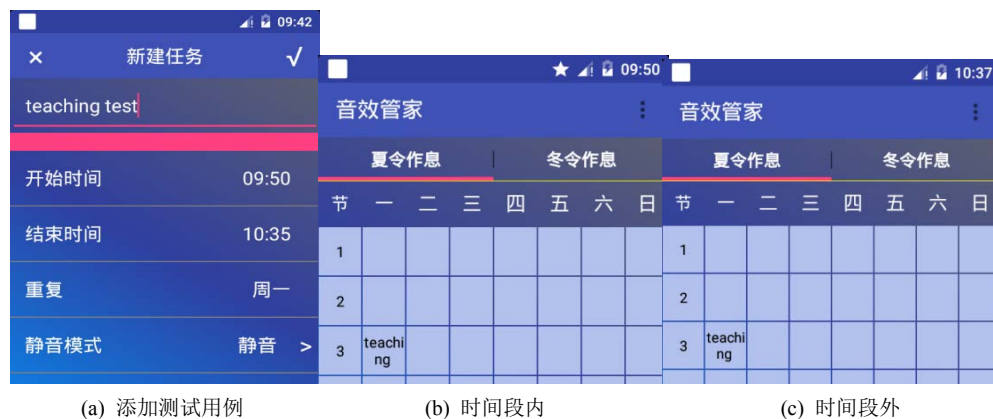 09:42
× 新建任务 √
teaching test
开始时间 09:50
结束时间 10:35
重复 周一
静音模式 静音 >
(a) 添加测试用例
09:50
音效管家
夏令作息 冬令作息
节 一 二 三 四 五 六 日
1
2
3 teachi
ng
(b) 时间段内
10:37
音效管家
夏令作息 冬令作息
节 一 二 三 四 五 六 日
1
2
3 teachi
ng
(c) 时间段外